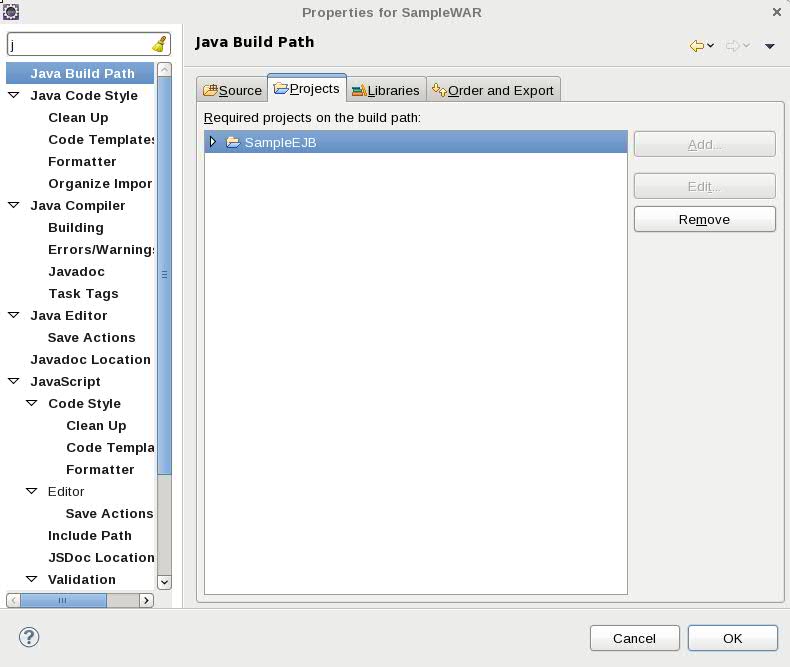 Properties for SampleWAR
j
Java Build Path
Java Code Style
Clean Up
Code Templates
Formatter
Organize Impor
Java Compiler
Building
Errors/Warnings
Javadoc
Task Tags
Java Editor
Save Actions
Javadoc Location
JavaScript
Code Style
Clean Up
Code Templa
Formatter
Editor
Save Actions
Include Path
JSDoc Location
Validation
Java Build Path
Source Projects Libraries Order and Export
Required projects on the build path:
SampleEJB
Add...
Edit...
Remove
Cancel OK